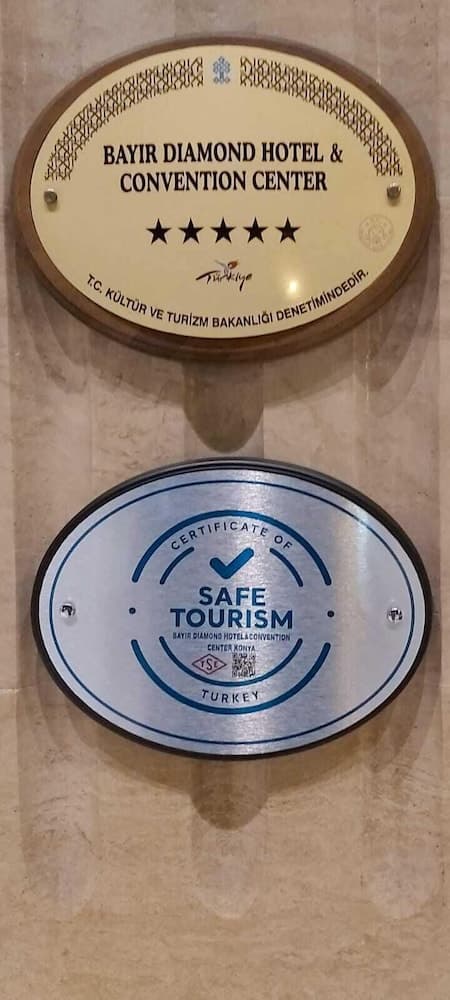 BAYIR DIAMOND HOTEL &
CONVENTION CENTER
★★★★★
Türkiye
T.C. KÜLTÜR VE TURİZM BAKANLIĞI DENETİMİNDEDİR.
CERTIFICATE OF
SAFE
TOURISM
BAYIR DIAMOND HOTEL&CONVENTION
CENTER KONYA
TSE
TURKEY